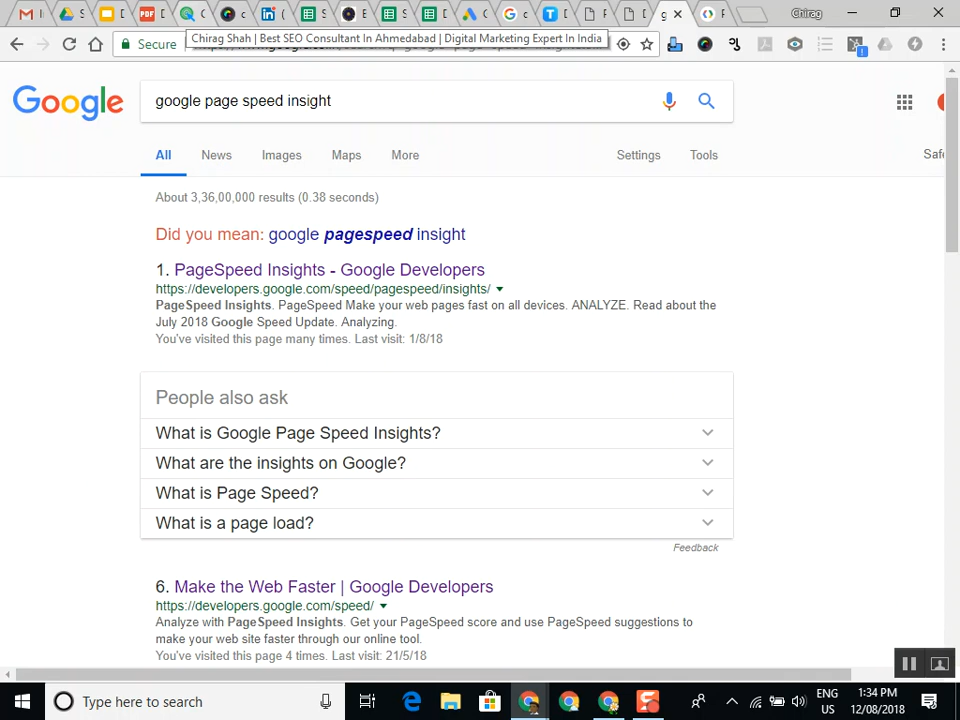 Chirag
Chirag Shah | Best SEO Consultant In Ahmedabad | Digital Marketing Expert In India
Secure
Google
google page speed insight
All
News
Images
Maps
More
Settings
Tools
About 3,36,00,000 results (0.38 seconds)
Did you mean: google pagespeed insight
1. PageSpeed Insights - Google Developers
https://developers.google.com/speed/pagespeed/insights/
PageSpeed Insights. PageSpeed Make your web pages fast on all devices. ANALYZE. Read about the
July 2018 Google Speed Update. Analyzing.
You've visited this page many times. Last visit: 1/8/18
People also ask
What is Google Page Speed Insights?
What are the insights on Google?
What is Page Speed?
What is a page load?
Feedback
6. Make the Web Faster | Google Developers
https://developers.google.com/speed/
Analyze with PageSpeed Insights. Get your PageSpeed score and use PageSpeed suggestions to
make your web site faster through our online tool.
You've visited this page 4 times. Last visit: 21/5/18
Type here to search
ENG
US
1:34 PM
12/08/2018